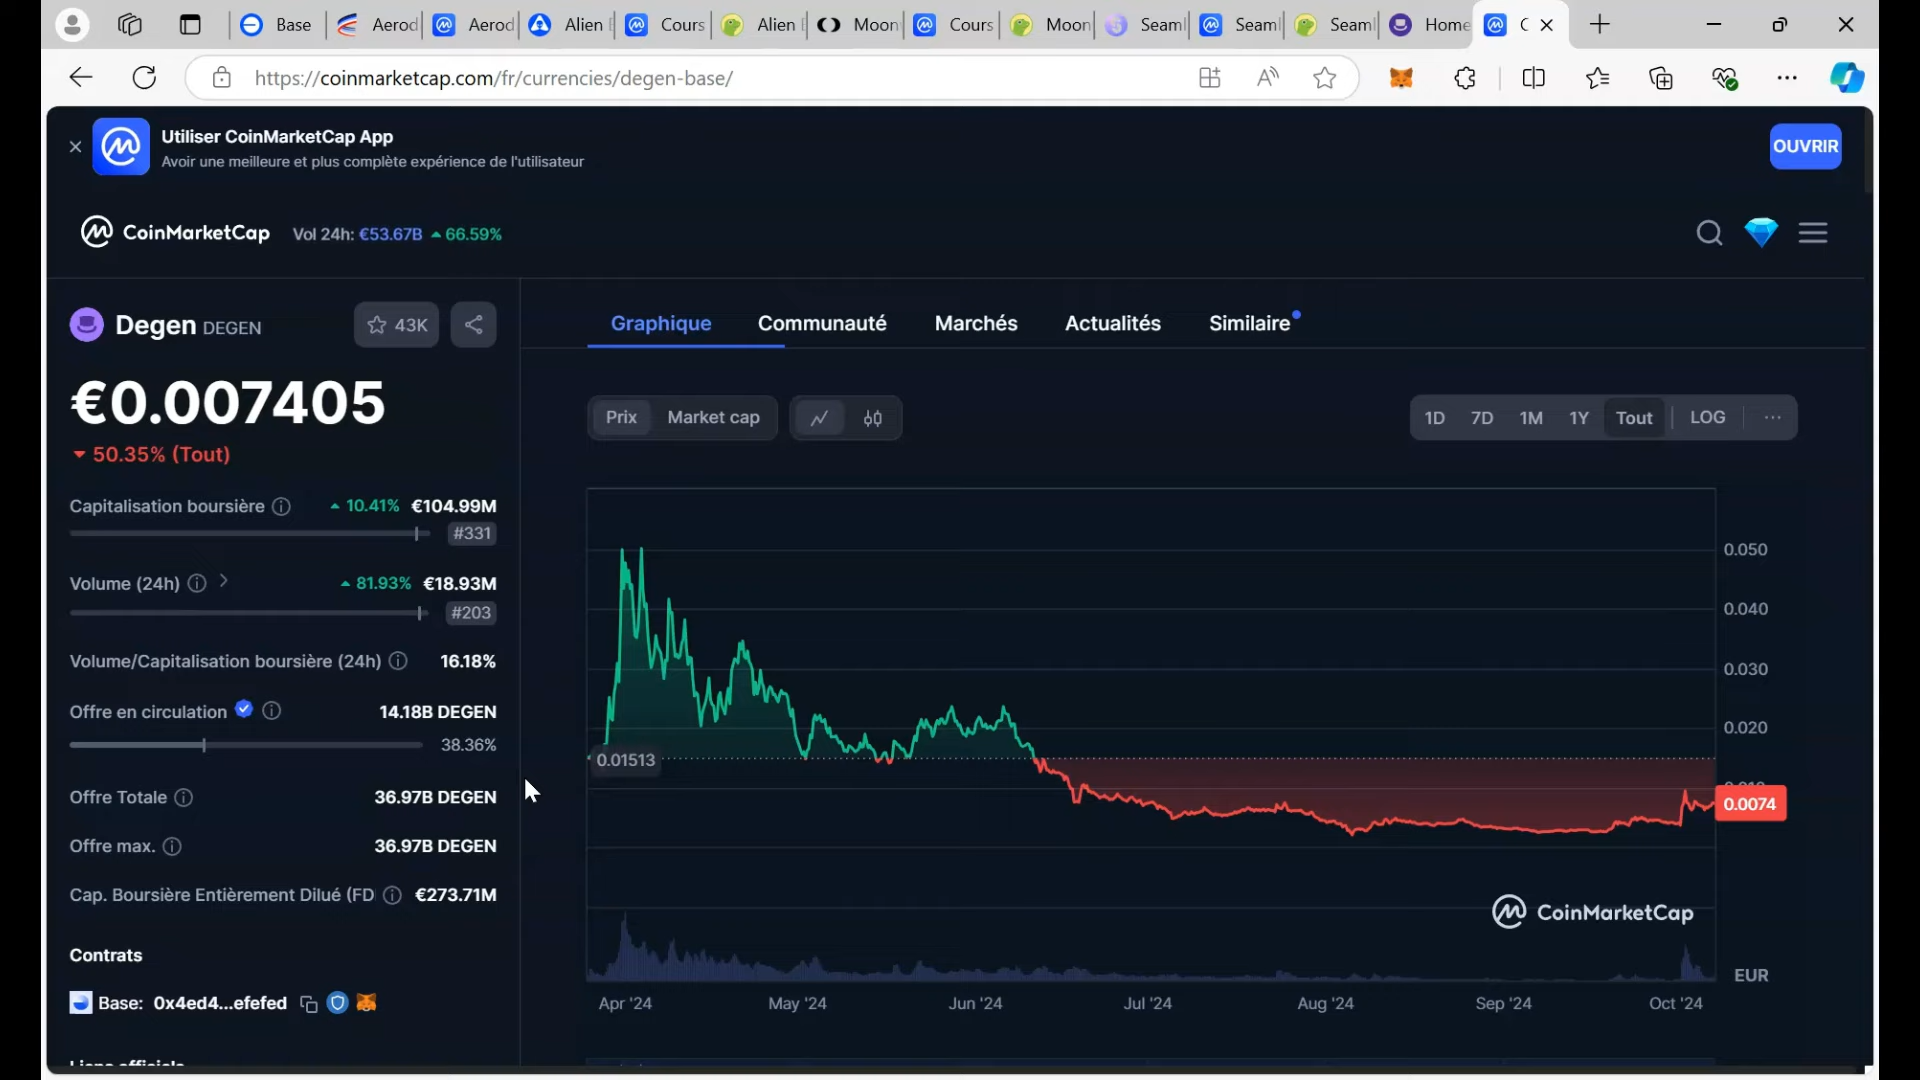 Base
Aerod
Aerod
Alien
Cours
Alien
Moon
Cours
Moon
Seaml
Seaml
Seaml
Home
https://coinmarketcap.com/fr/currencies/degen-base/
Utiliser CoinMarketCap App
Avoir une meilleure et plus complète expérience de l'utilisateur
OUVRIR
CoinMarketCap
Vol 24h: €53.67B 66.59%
Degen DEGEN
43K
€0.007405
50.35% (Tout)
Capitalisation boursière 10.41% €104.99M
#331
Volume (24h) 81.93% €18.93M
#203
Volume/Capitalisation boursière (24h) 16.18%
Offre en circulation 14.18B DEGEN
38.36%
Offre Totale 36.97B DEGEN
Offre max. 36.97B DEGEN
Cap. Boursière Entièrement Dilué (FD €273.71M
Contrats
Base: 0x4ed4...efefed
Graphique
Communauté
Marchés
Actualités
Similaire
Prix
Market cap
1D
7D
1M
1Y
Tout
LOG
0.050
0.040
0.030
0.020
0.01513
0.0074
CoinMarketCap
EUR
Apr '24
May '24
Jun '24
Jul '24
Aug '24
Sep '24
Oct '24